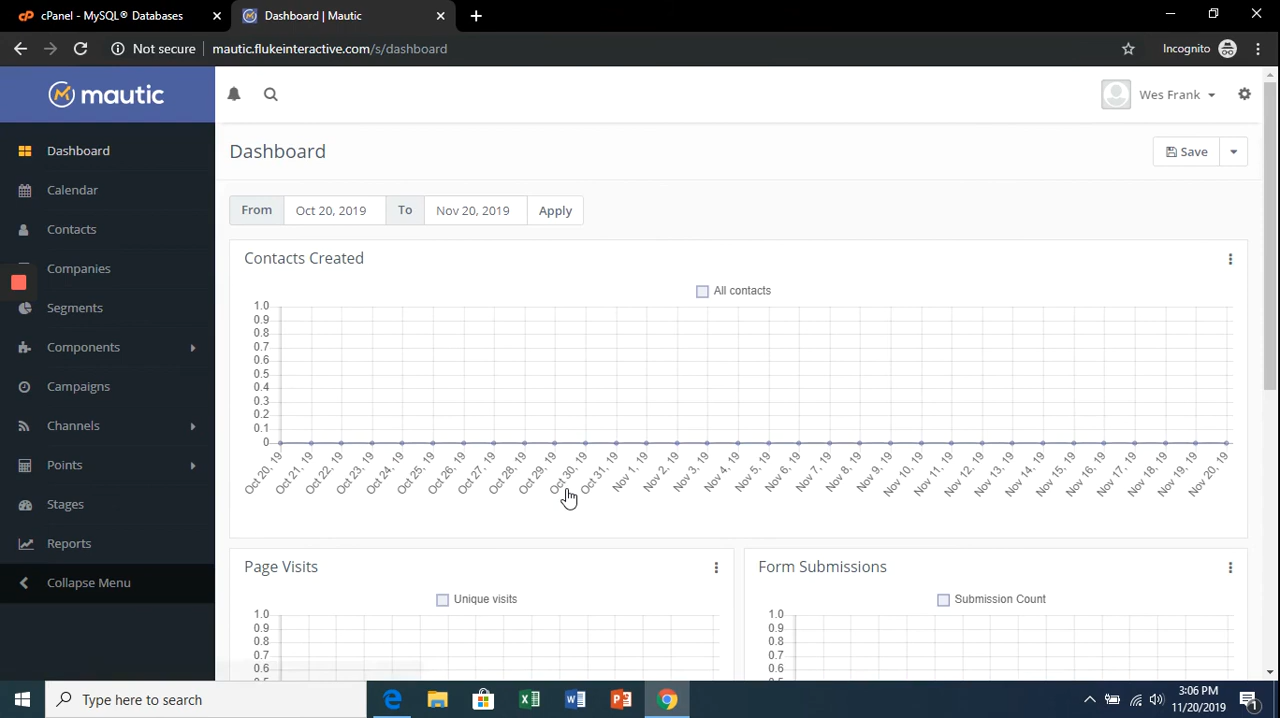 cPanel - MySQL® Databases
Dashboard | Mautic
Not secure
mautic.flukeinteractive.com/s/dashboard
Incognito
mautic
Wes Frank
Dashboard
Calendar
Contacts
Companies
Segments
Components
Campaigns
Channels
Points
Stages
Reports
Collapse Menu
Dashboard
Save
From Oct 20, 2019 To Nov 20, 2019 Apply
Contacts Created
All contacts
1.0
0.9
0.8
0.7
0.6
0.5
0.4
0.3
0.2
0.1
0
Oct 20, 19 Oct 21, 19 Oct 22, 19 Oct 23, 19 Oct 24, 19 Oct 25, 19 Oct 26, 19 Oct 27, 19 Oct 28, 19 Oct 29, 19 Oct 30, 19 Oct 31, 19 Nov 1, 19 Nov 2, 19 Nov 3, 19 Nov 4, 19 Nov 5, 19 Nov 6, 19 Nov 7, 19 Nov 8, 19 Nov 9, 19 Nov 10, 19 Nov 11, 19 Nov 12, 19 Nov 13, 19 Nov 14, 19 Nov 15, 19 Nov 16, 19 Nov 17, 19 Nov 18, 19 Nov 19, 19 Nov 20, 19
Page Visits
Unique visits
1.0
0.9
0.8
0.7
0.6
Form Submissions
Submission Count
1.0
0.9
0.8
0.7
0.6
Type here to search
3:06 PM
11/20/2019
1